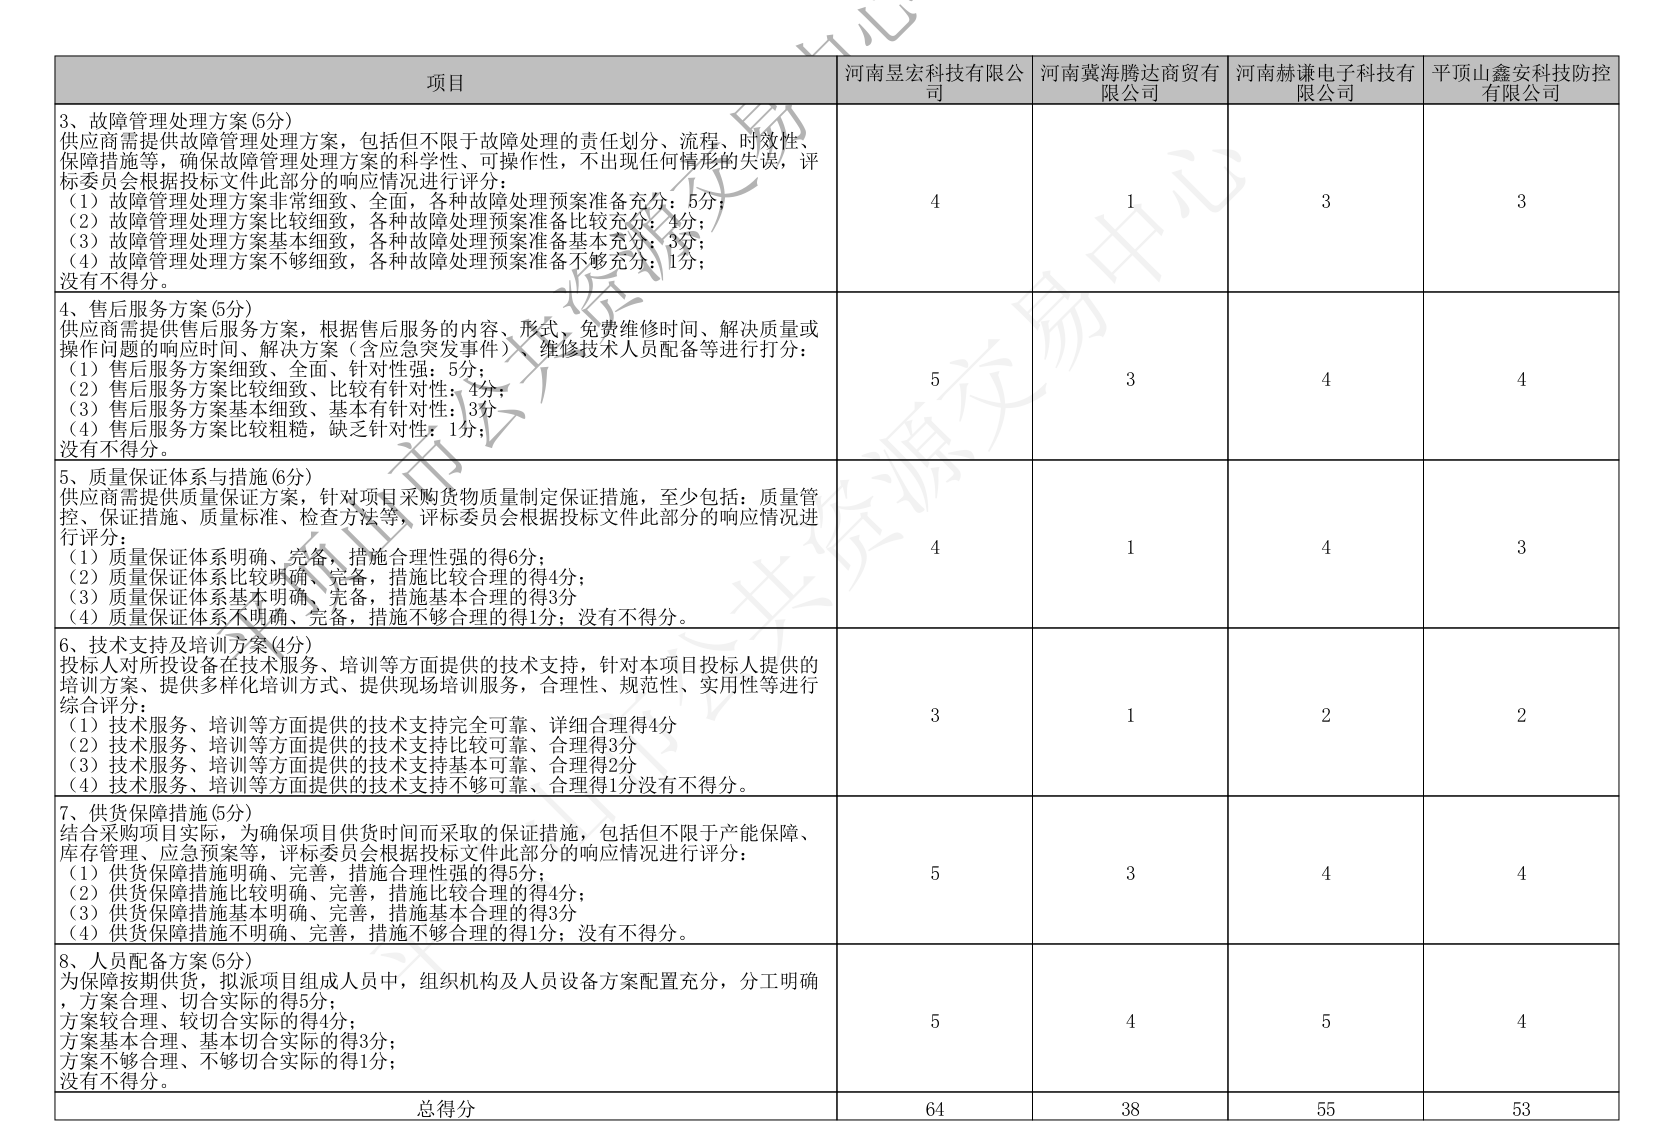 项目
河南昱宏科技有限公
司
河南冀海腾达商贸有
限公司
河南赫谦电子科技有
限公司
平顶山鑫安科技防控
有限公司
3、故障管理处理方案(5分)
供应商需提供故障管理处理方案，包括但不限于故障处理的责任划分、流程、时效性、
保障措施等，确保故障管理处理方案的科学性、可操作性，不出现任何情形的失误，评
标委员会根据投标文件此部分的响应情况进行评分：
（1）故障管理处理方案非常细致、全面，各种故障处理预案准备充分：5分；
（2）故障管理处理方案比较细致，各种故障处理预案准备比较充分：4分；
（3）故障管理处理方案基本细致，各种故障处理预案准备基本充分：3分；
（4）故障管理处理方案不够细致，各种故障处理预案准备不够充分：1分；
没有不得分。
4
1
3
3
4、售后服务方案(5分)
供应商需提供售后服务方案，根据售后服务的内容、形式、免费维修时间、解决质量或
操作问题的响应时间、解决方案（含应急突发事件）、维修技术人员配备等进行打分：
（1）售后服务方案细致、全面、针对性强：5分；
（2）售后服务方案比较细致、比较有针对性：4分；
（3）售后服务方案基本细致、基本有针对性：3分
（4）售后服务方案比较粗糙，缺乏针对性：1分；
没有不得分。
5
3
4
4
5、质量保证体系与措施(6分)
供应商需提供质量保证方案，针对项目采购货物质量制定保证措施，至少包括：质量管
控、保证措施、质量标准、检查方法等，评标委员会根据投标文件此部分的响应情况进
行评分：
（1）质量保证体系明确、完备，措施合理性强的得6分；
（2）质量保证体系比较明确、完备，措施比较合理的得4分；
（3）质量保证体系基本明确、完备，措施基本合理的得3分
（4）质量保证体系不明确、完备，措施不够合理的得1分；没有不得分。
4
1
4
3
6、技术支持及培训方案(4分)
投标人对所投设备在技术服务、培训等方面提供的技术支持，针对本项目投标人提供的
培训方案、提供多样化培训方式、提供现场培训服务，合理性、规范性、实用性等进行
综合评分：
（1）技术服务、培训等方面提供的技术支持完全可靠、详细合理得4分
（2）技术服务、培训等方面提供的技术支持比较可靠、合理得3分
（3）技术服务、培训等方面提供的技术支持基本可靠、合理得2分
（4）技术服务、培训等方面提供的技术支持不够可靠、合理得1分没有不得分。
3
1
2
2
7、供货保障措施(5分)
结合采购项目实际，为确保项目供货时间而采取的保证措施，包括但不限于产能保障、
库存管理、应急预案等，评标委员会根据投标文件此部分的响应情况进行评分：
（1）供货保障措施明确、完善，措施合理性强的得5分；
（2）供货保障措施比较明确、完善，措施比较合理的得4分；
（3）供货保障措施基本明确、完善，措施基本合理的得3分
（4）供货保障措施不明确、完善，措施不够合理的得1分；没有不得分。
5
3
4
4
8、人员配备方案(5分)
为保障按期供货，拟派项目组成人员中，组织机构及人员设备方案配置充分，分工明确
，方案合理、切合实际的得5分；
方案较合理、较切合实际的得4分；
方案基本合理、基本切合实际的得3分；
方案不够合理、不够切合实际的得1分；
没有不得分。
5
4
5
4
总得分
64
38
55
53
平顶山市公共资源交易中心
平顶山市公共资源交易中心